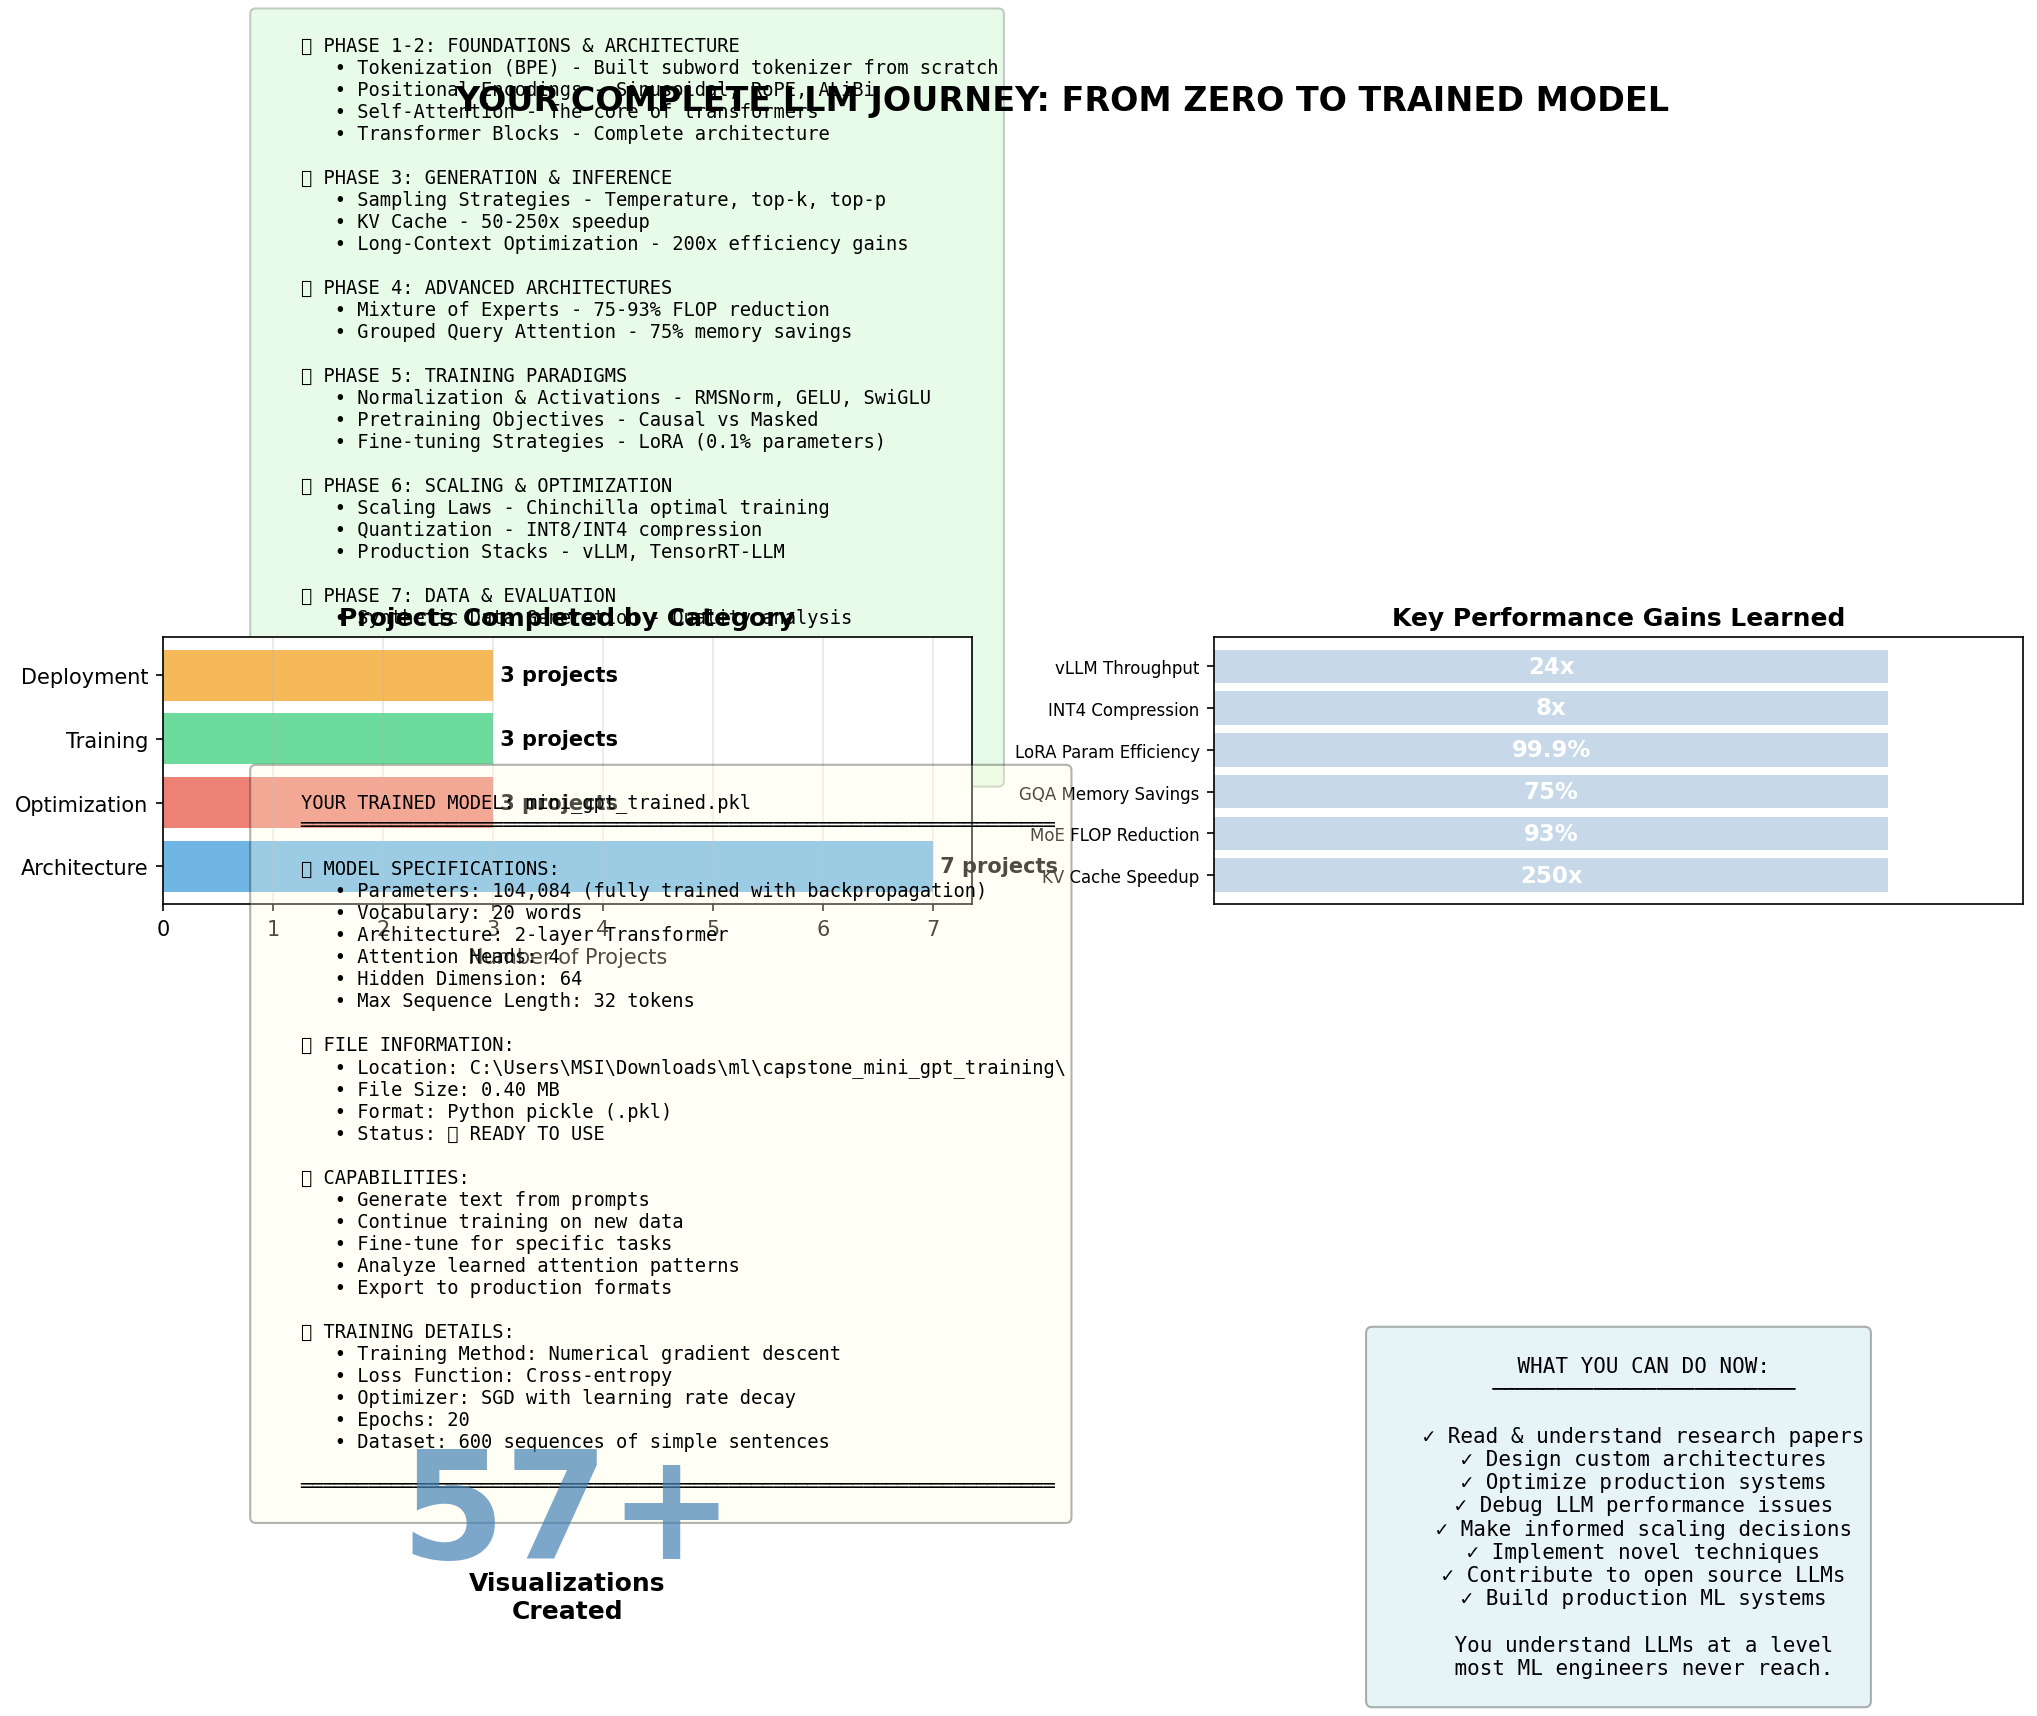 PHASE 1-2: FOUNDATIONS & ARCHITECTURE
• Tokenization (BPE) - Built subword tokenizer from scratch
• Positional Encodings - Sinusoidal, RoPE, ALiBi
YOUR COMPLETE LLM JOURNEY: FROM ZERO TO TRAINED MODEL
• Self-Attention - The core of transformers
• Transformer Blocks - Complete architecture
PHASE 3: GENERATION & INFERENCE
• Sampling Strategies - Temperature, top-k, top-p
• KV Cache - 50-250x speedup
• Long-Context Optimization - 200x efficiency gains
PHASE 4: ADVANCED ARCHITECTURES
• Mixture of Experts - 75-93% FLOP reduction
• Grouped Query Attention - 75% memory savings
PHASE 5: TRAINING PARADIGMS
• Normalization & Activations - RMSNorm, GELU, SwiGLU
• Pretraining Objectives - Causal vs Masked
• Fine-tuning Strategies - LoRA (0.1% parameters)
PHASE 6: SCALING & OPTIMIZATION
• Scaling Laws - Chinchilla optimal training
• Quantization - INT8/INT4 compression
• Production Stacks - vLLM, TensorRT-LLM
PHASE 7: DATA & EVALUATION
• Synthetic Data Generation - Quality analysis
Projects Completed by Category
Deployment
3 projects
Training
3 projects
Optimization
3 projects
Architecture
7 projects
0 1 2 3 4 5 6 7
Number of Projects
Key Performance Gains Learned
vLLM Throughput
24x
INT4 Compression
8x
LoRA Param Efficiency
99.9%
GQA Memory Savings
75%
MoE FLOP Reduction
93%
KV Cache Speedup
250x
YOUR TRAINED MODEL: mini_gpt_trained.pkl
MODEL SPECIFICATIONS:
• Parameters: 104,084 (fully trained with backpropagation)
• Vocabulary: 20 words
• Architecture: 2-layer Transformer
• Attention Heads: 4
• Hidden Dimension: 64
• Max Sequence Length: 32 tokens
FILE INFORMATION:
• Location: C:\Users\MSI\Downloads\ml\capstone_mini_gpt_training\
• File Size: 0.40 MB
• Format: Python pickle (.pkl)
• Status: READY TO USE
CAPABILITIES:
• Generate text from prompts
• Continue training on new data
• Fine-tune for specific tasks
• Analyze learned attention patterns
• Export to production formats
TRAINING DETAILS:
• Training Method: Numerical gradient descent
• Loss Function: Cross-entropy
• Optimizer: SGD with learning rate decay
• Epochs: 20
• Dataset: 600 sequences of simple sentences
57+
Visualizations
Created
WHAT YOU CAN DO NOW:
✓ Read & understand research papers
✓ Design custom architectures
✓ Optimize production systems
✓ Debug LLM performance issues
✓ Make informed scaling decisions
✓ Implement novel techniques
✓ Contribute to open source LLMs
✓ Build production ML systems
You understand LLMs at a level
most ML engineers never reach.